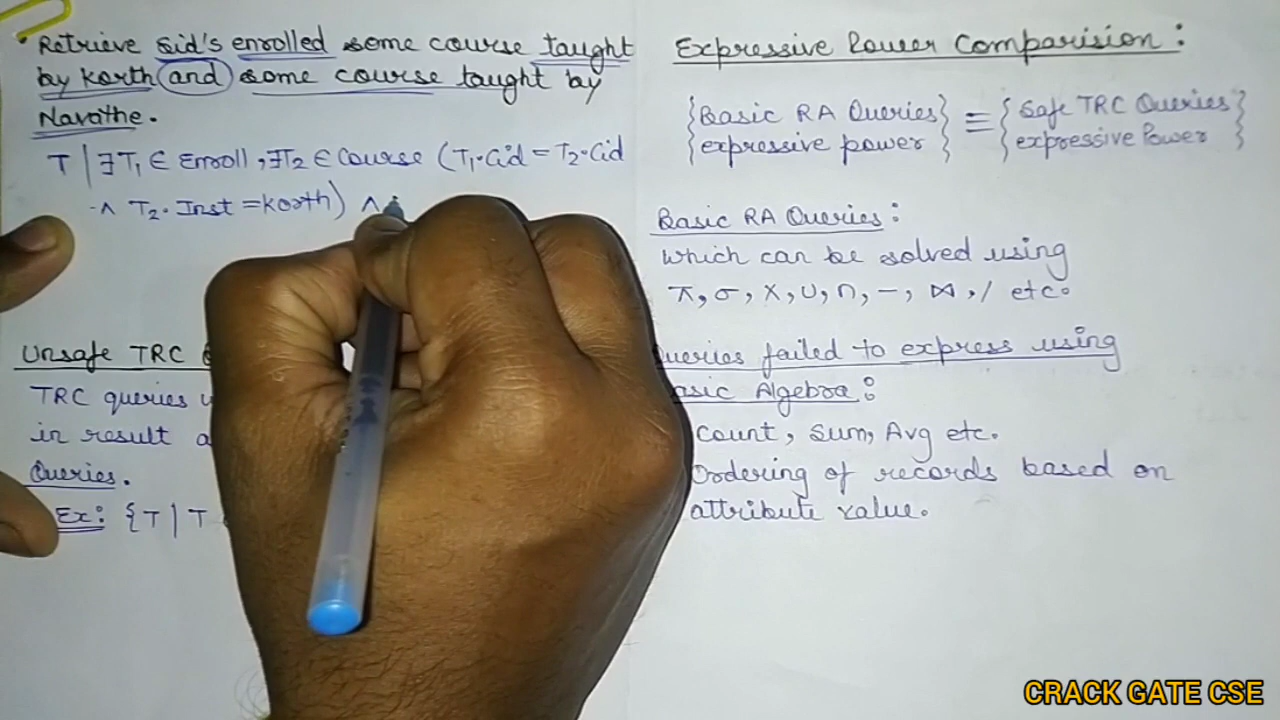 Retrieve sid's enrolled some course taught
by Korth and some course taught by
Navathe.
T | ∃T₁ ∈ Enroll, ∃T₂ ∈ Course (T₁.Cid = T₂.Cid
∧ T₂.Inst = Korth) ∧
Unsafe TRC
TRC queries
in result
Queries.
Ex: {T | T
Expressive Power Comparision :
{Basic RA Queries expressive power} ≡ {Safe TRC Queries expressive Power}
Basic RA Queries :
Which can be solved using
π, σ, X, ∪, ∩, −, ⋈, / etc.
Queries failed to express using
Basic Algebra :
Count, Sum, Avg etc.
Ordering of records based on
attribute value.
CRACK GATE CSE